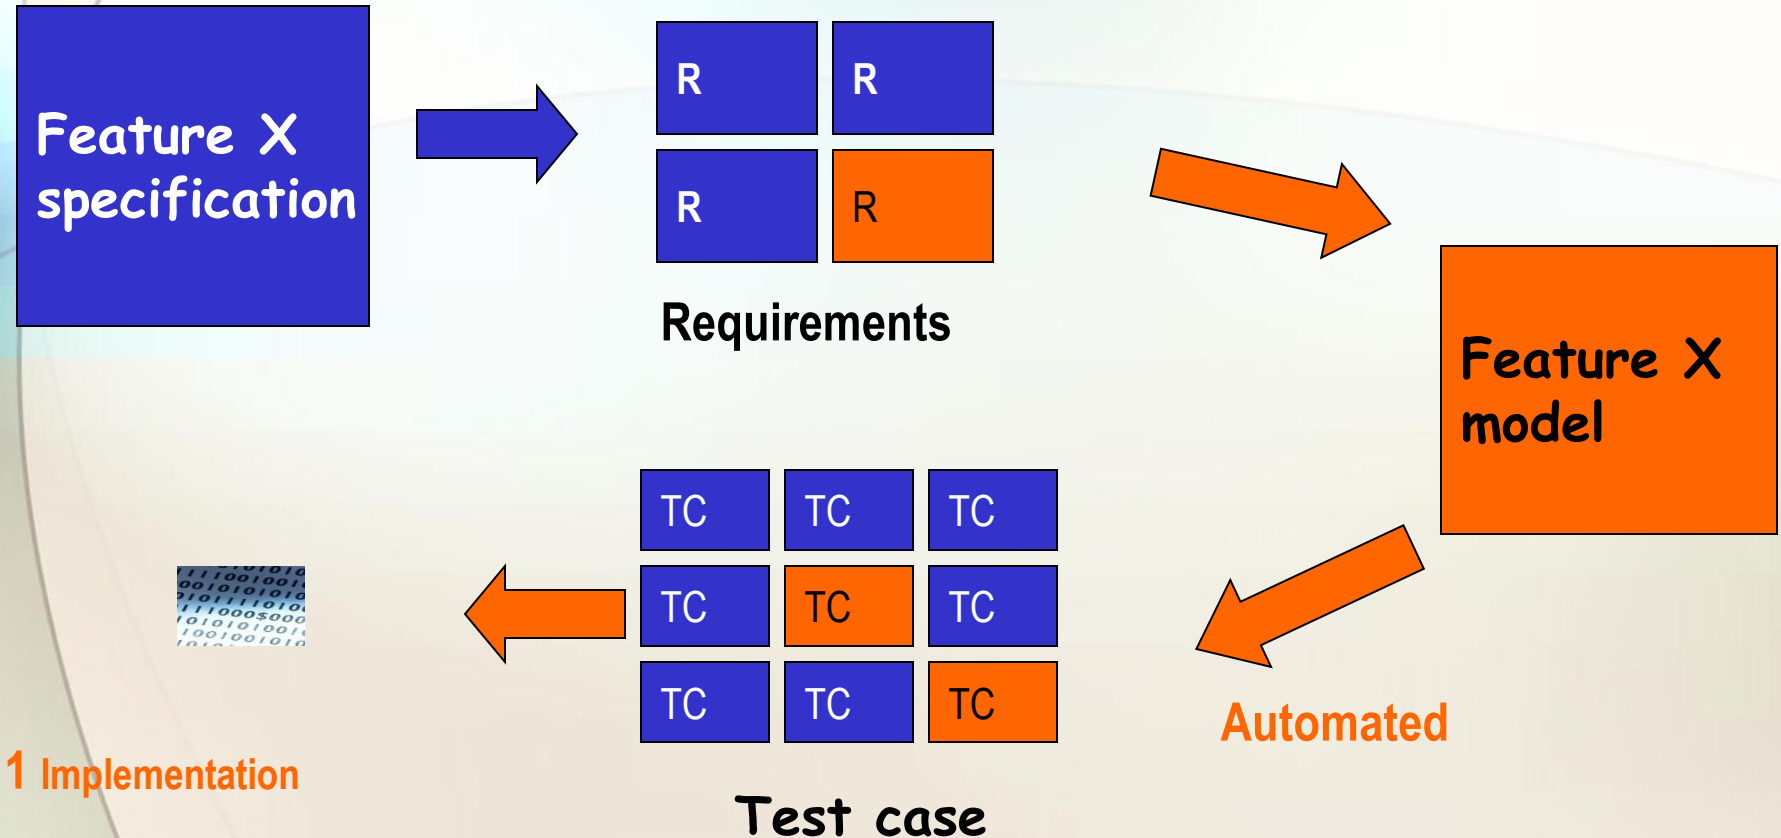 Feature X
specification
R R
R R
Requirements
Feature X
model
TC TC TC
TC TC TC
TC TC TC
Automated
1 Implementation
Test case